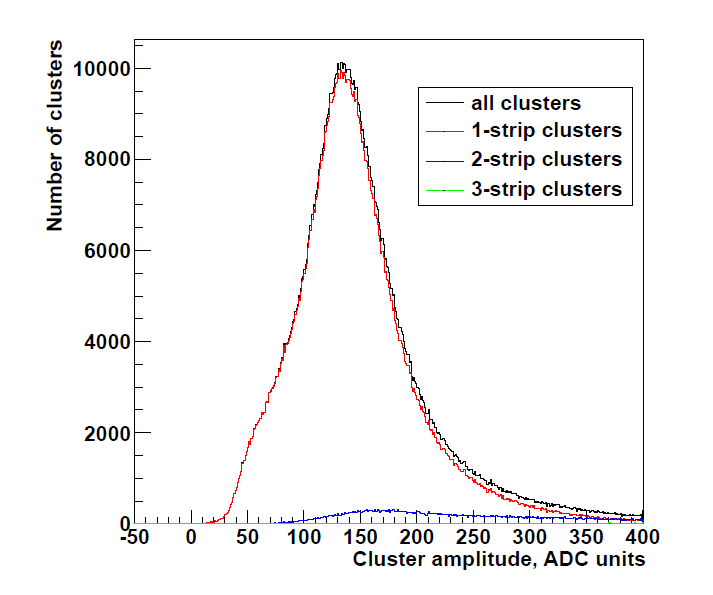 Number of clusters
10000
8000
6000
4000
2000
0
all clusters
1-strip clusters
2-strip clusters
3-strip clusters
-50 0 50 100 150 200 250 300 350 400
Cluster amplitude, ADC units